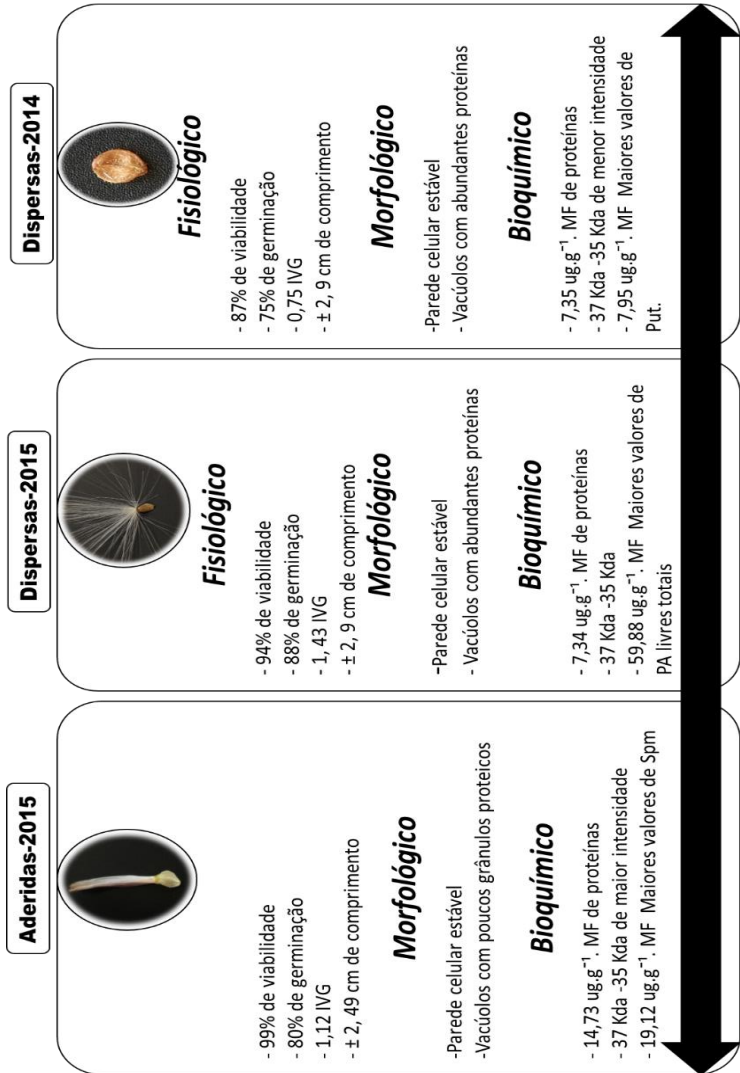 Aderidas-2015
- 99% de viabilidade
- 80% de germinação
- 1,12 IVG
- ± 2, 49 cm de comprimento
Morfológico
-Parede celular estável
-Vacúolos com poucos grânulos proteicos
Bioquímico
- 14,73 ug.g⁻¹. MF de proteínas
- 37 Kda -35 Kda de maior intensidade
- 19,12 ug.g⁻¹. MF Maiores valores de Spm
Dispersas-2015
Fisiológico
- 94% de viabilidade
- 88% de germinação
- 1, 43 IVG
- ± 2, 9 cm de comprimento
Morfológico
-Parede celular estável
- Vacúolos com abundantes proteínas
Bioquímico
- 7,34 ug.g⁻¹. MF de proteínas
- 37 Kda -35 Kda
- 59,88 ug.g⁻¹. MF Maiores valores de
PA livres totais
Dispersas-2014
Fisiológico
- 87% de viabilidade
- 75% de germinação
- 0,75 IVG
- ± 2, 9 cm de comprimento
Morfológico
-Parede celular estável
- Vacúolos com abundantes proteínas
Bioquímico
- 7,35 ug.g⁻¹. MF de proteínas
- 37 Kda -35 Kda de menor intensidade
- 7,95 ug.g⁻¹. MF Maiores valores de
Put.